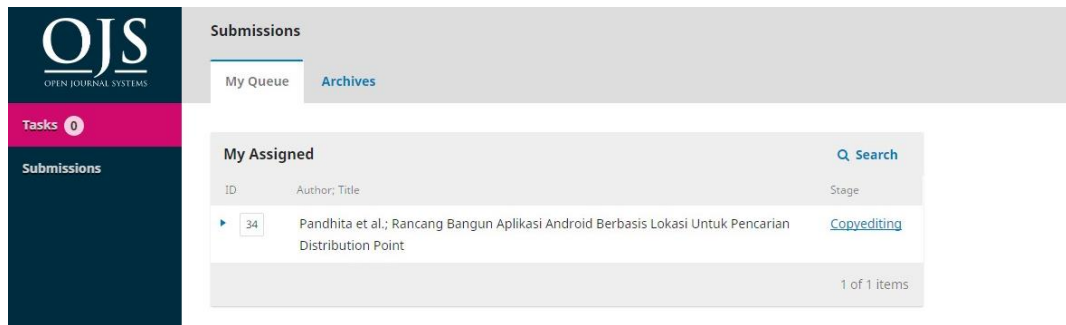 OJS
OPEN JOURNAL SYSTEMS
Tasks 0
Submissions
Submissions
My Queue Archives
My Assigned Search
ID Author; Title Stage
34 Pandhita et al.; Rancang Bangun Aplikasi Android Berbasis Lokasi Untuk Pencarian Copyediting
Distribution Point
1 of 1 items